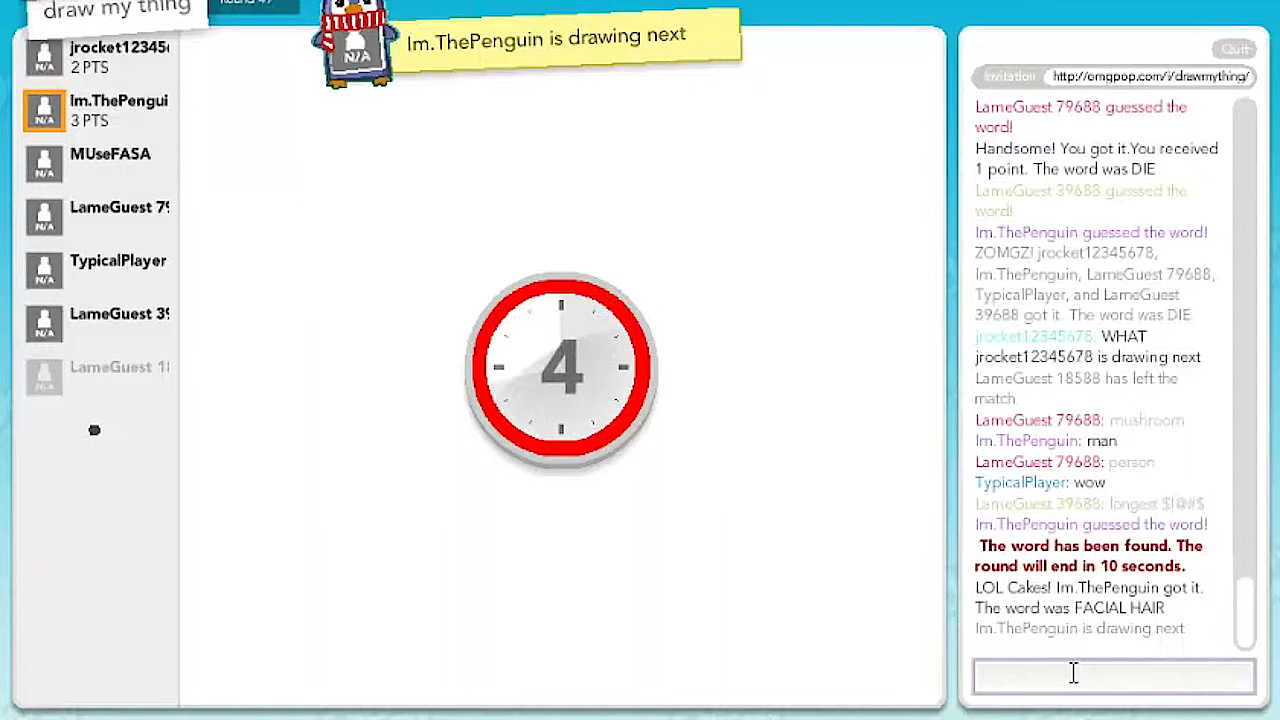 draw my thing
Im.ThePenguin is drawing next
N/A
jrocket12345
2 PTS
N/A
Im.ThePengui
3 PTS
N/A
MUseFASA
N/A
LameGuest 79
N/A
TypicalPlayer
N/A
LameGuest 39
N/A
LameGuest 18
N/A
4
Quit
Invitation http://omgpop.com/i/drawmything/
LameGuest 79688 guessed the
word!
Handsome! You got it.You received
1 point. The word was DIE
LameGuest 39688 guessed the
word!
Im.ThePenguin guessed the word!
ZOMGZ! jrocket12345678,
Im.ThePenguin, LameGuest 79688,
TypicalPlayer, and LameGuest
39688 got it. The word was DIE
jrocket12345678: WHAT
jrocket12345678 is drawing next
LameGuest 18588 has left the
match.
LameGuest 79688: mushroom
Im.ThePenguin: man
LameGuest 79688: person
TypicalPlayer: wow
LameGuest 39688: longest $!@#$
Im.ThePenguin guessed the word!
The word has been found. The
round will end in 10 seconds.
LOL Cakes! Im.ThePenguin got it.
The word was FACIAL HAIR
Im.ThePenguin is drawing next